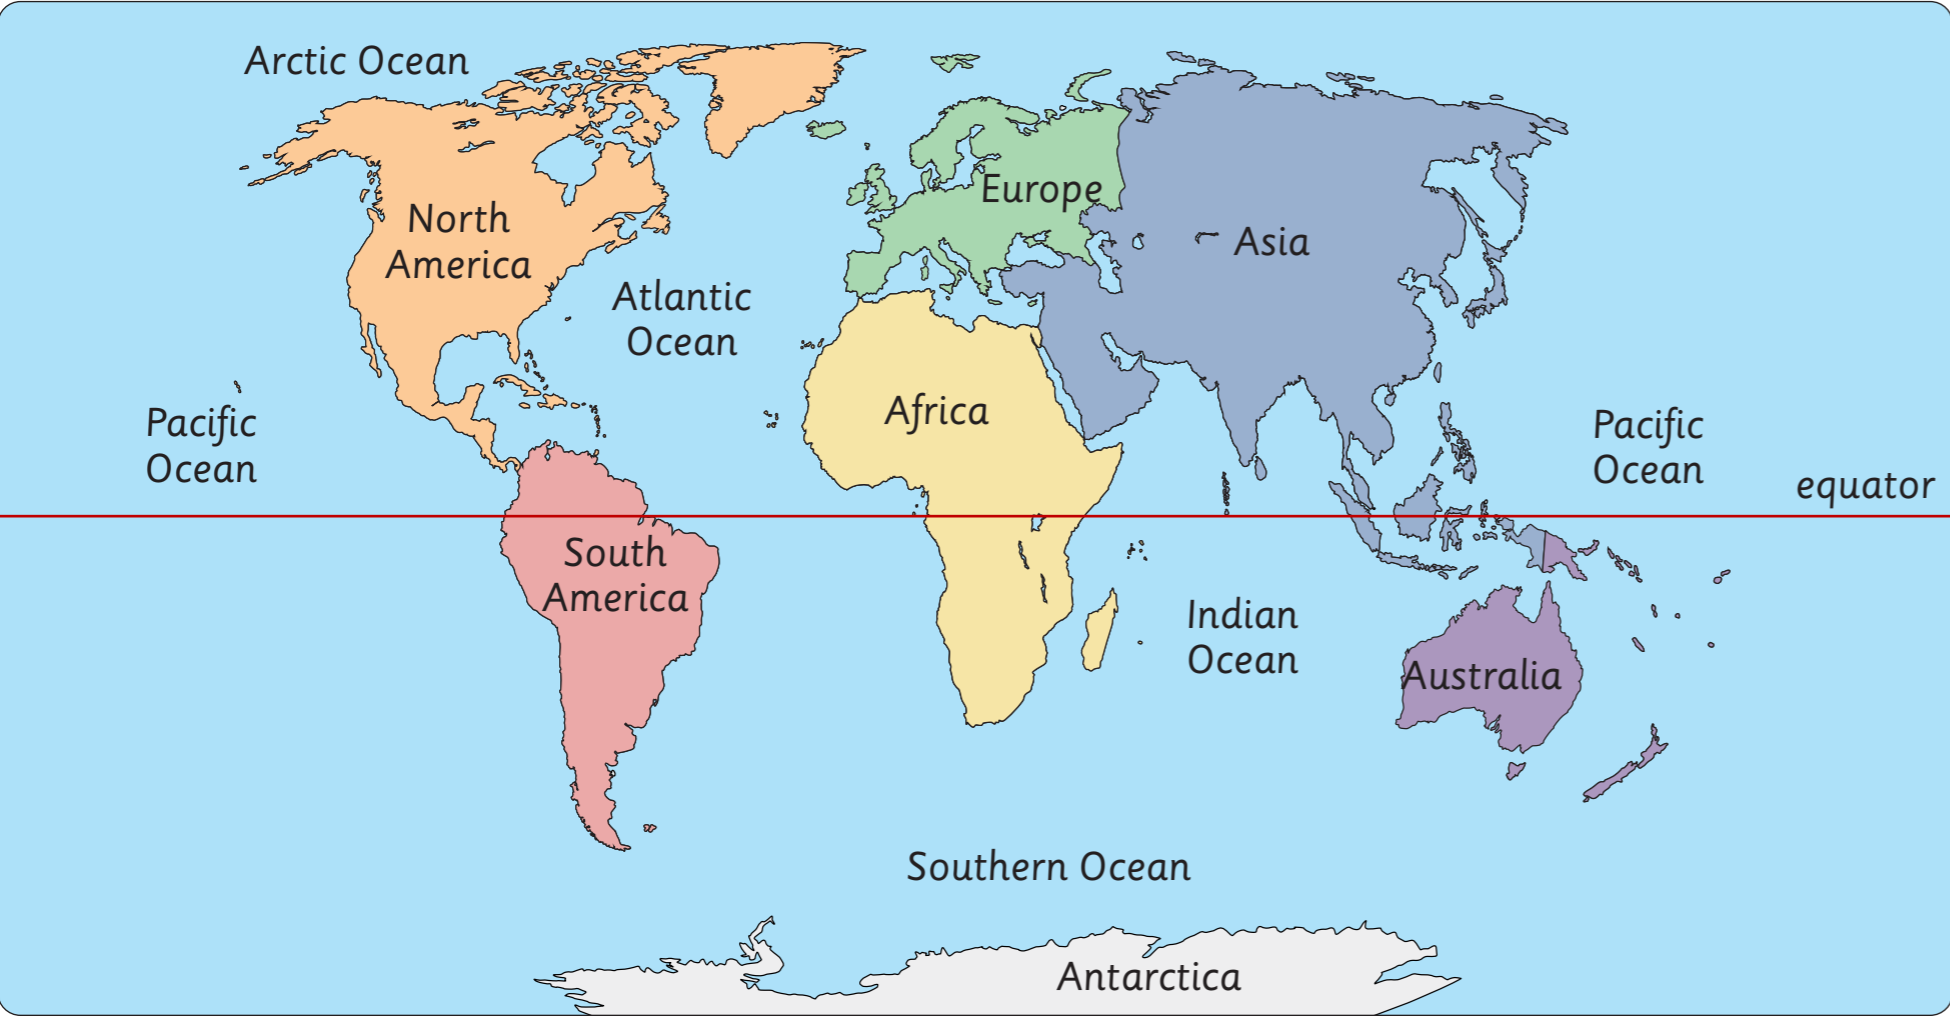 Arctic Ocean
North
America
Europe
Asia
Atlantic
Ocean
Pacific
Ocean
Africa
Pacific
Ocean
equator
South
America
Indian
Ocean
Australia
Southern Ocean
Antarctica